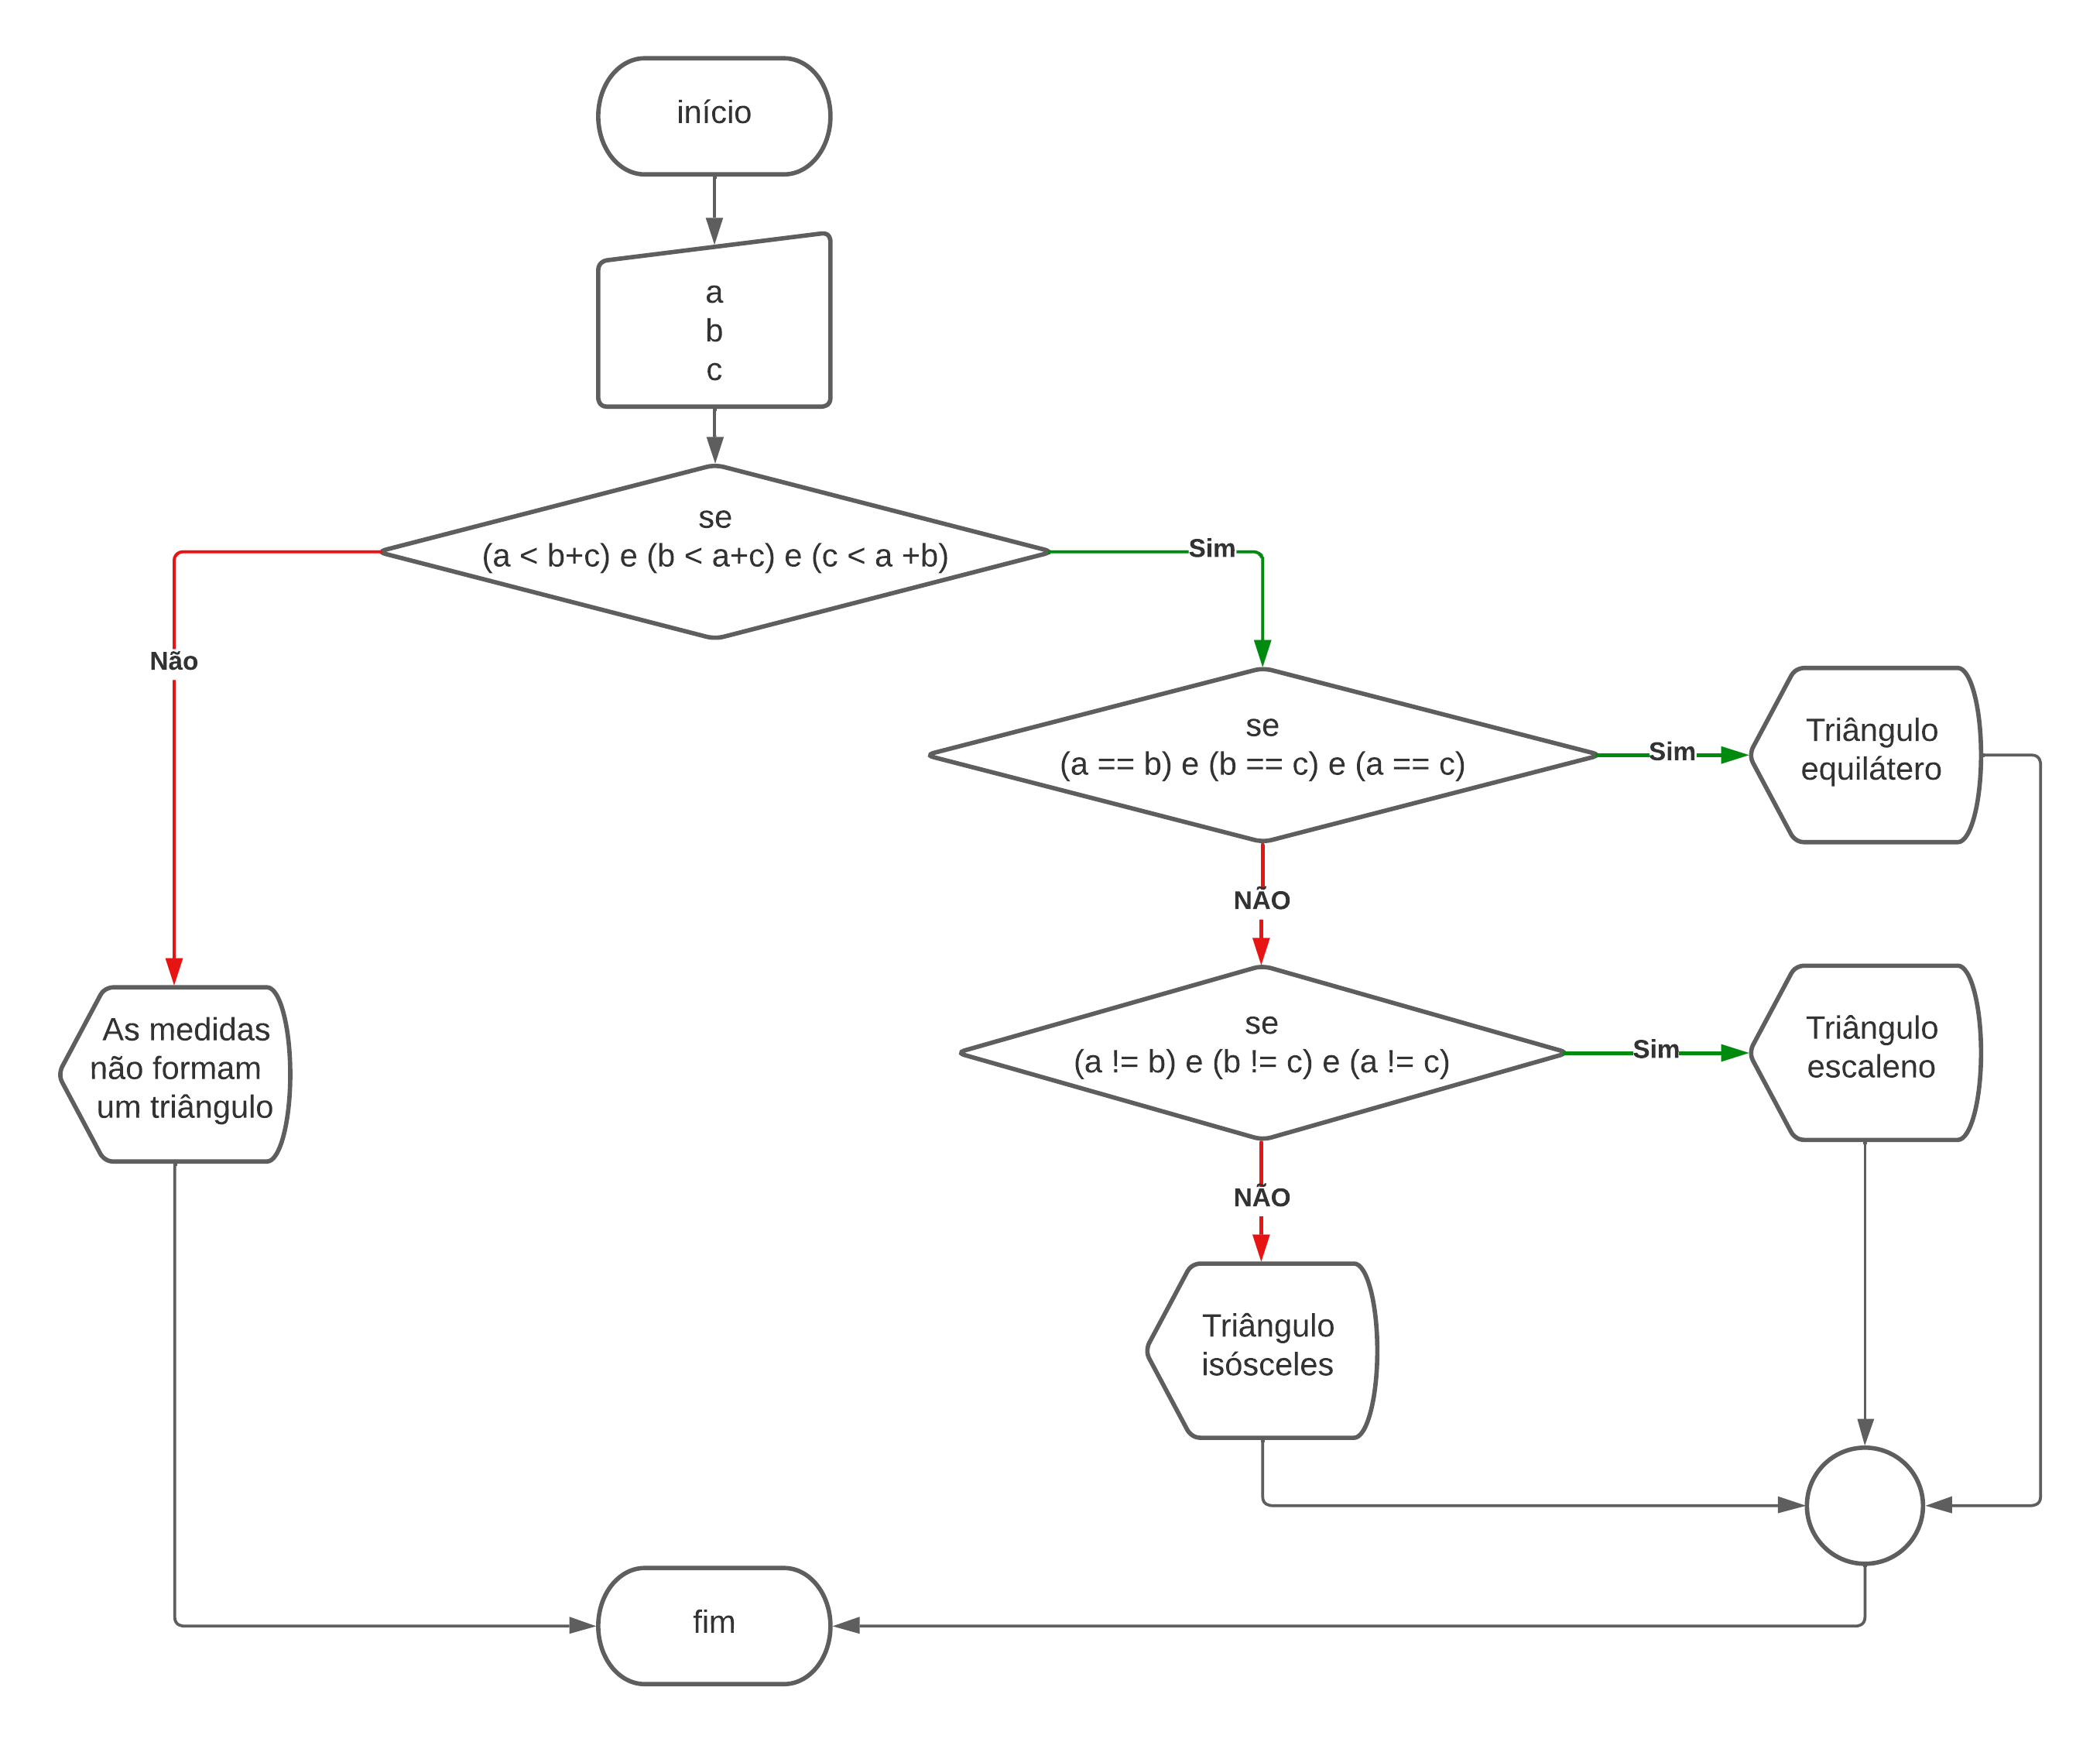 início
a
b
c
se
(a < b+c) e (b < a+c) e (c < a +b)
Sim
Não
se
(a == b) e (b == c) e (a == c)
Sim
Triângulo
equilátero
NÃO
se
(a != b) e (b != c) e (a != c)
Sim
Triângulo
escaleno
As medidas
não formam
um triângulo
NÃO
Triângulo
isósceles
fim